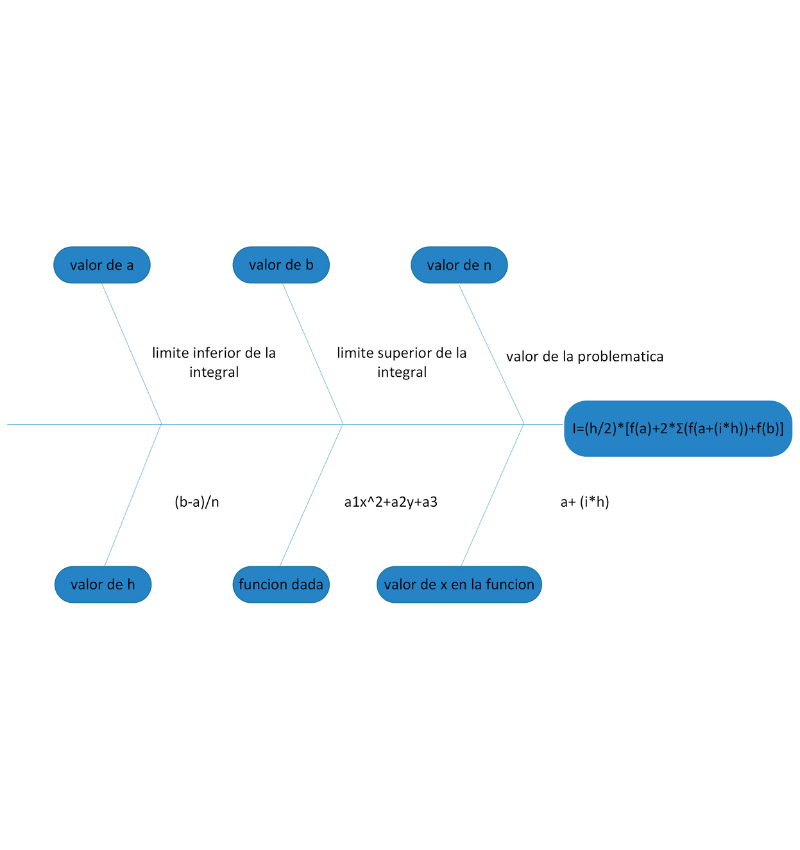 valor de a
valor de b
valor de n
limite inferior de la
integral
limite superior de la
integral
valor de la problematica
I=(h/2)*[f(a)+2*Σ(f(a+(i*h))+f(b)]
(b-a)/n
a1x^2+a2y+a3
a+ (i*h)
valor de h
funcion dada
valor de x en la funcion